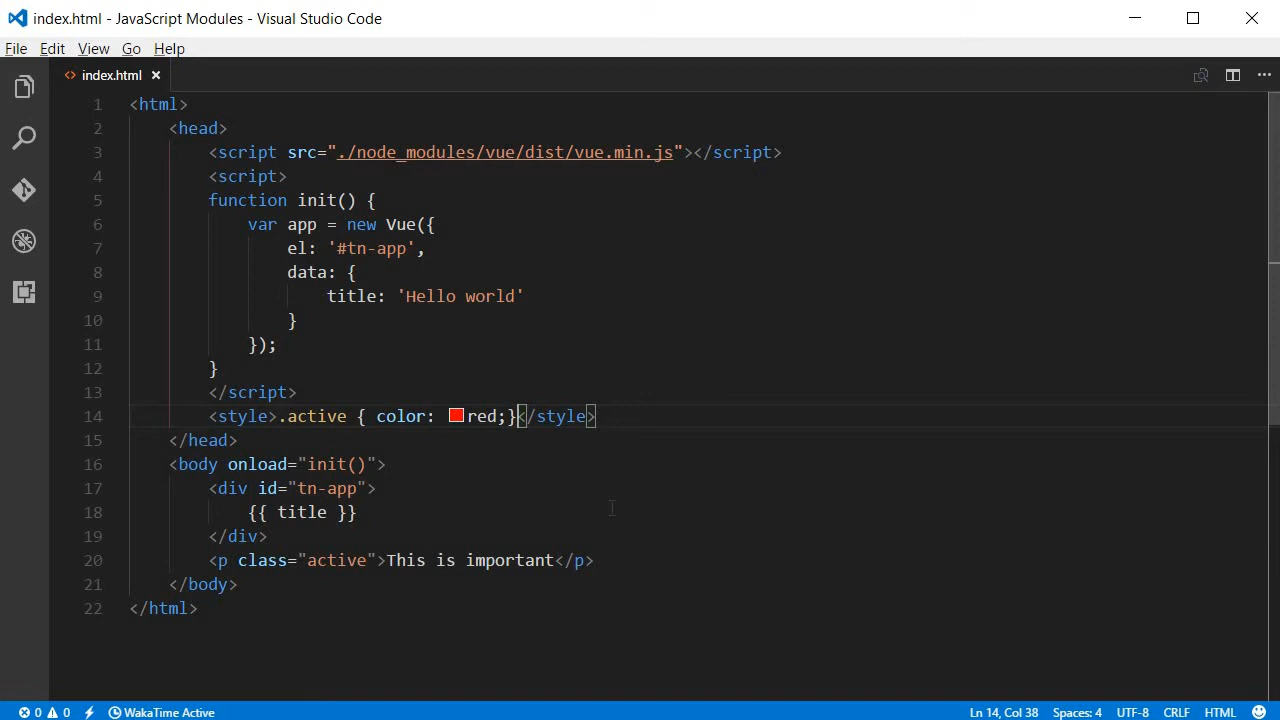 index.html - JavaScript Modules - Visual Studio Code
File Edit View Go Help
index.html
1 <html>
2 <head>
3 <script src="./node_modules/vue/dist/vue.min.js"></script>
4 <script>
5 function init() {
6 var app = new Vue({
7 el: '#tn-app',
8 data: {
9 title: 'Hello world'
10 }
11 });
12 }
13 </script>
14 <style>.active { color: red;}</style>
15 </head>
16 <body onload="init()">
17 <div id="tn-app">
18 {{ title }}
19 </div>
20 <p class="active">This is important</p>
21 </body>
22 </html>
0 0 WakaTime Active Ln 14, Col 38 Spaces: 4 UTF-8 CRLF HTML